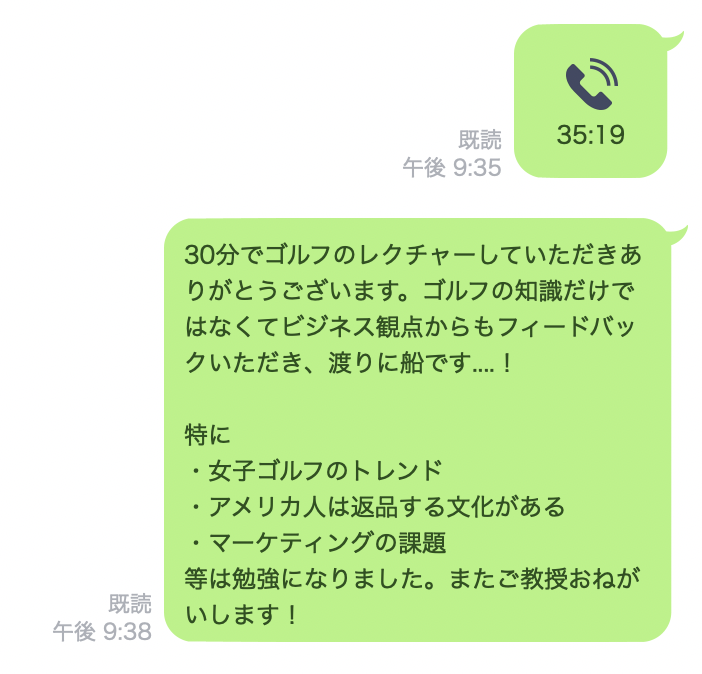 35:19
既読
午後 9:35
30分でゴルフのレクチャーしていただきあ
りがとうございます。ゴルフの知識だけで
はなくてビジネス観点からもフィードバッ
クいただき、渡りに船です....！
特に
・女子ゴルフのトレンド
・アメリカ人は返品する文化がある
・マーケティングの課題
等は勉強になりました。またご教授おねが
いします！
既読
午後 9:38